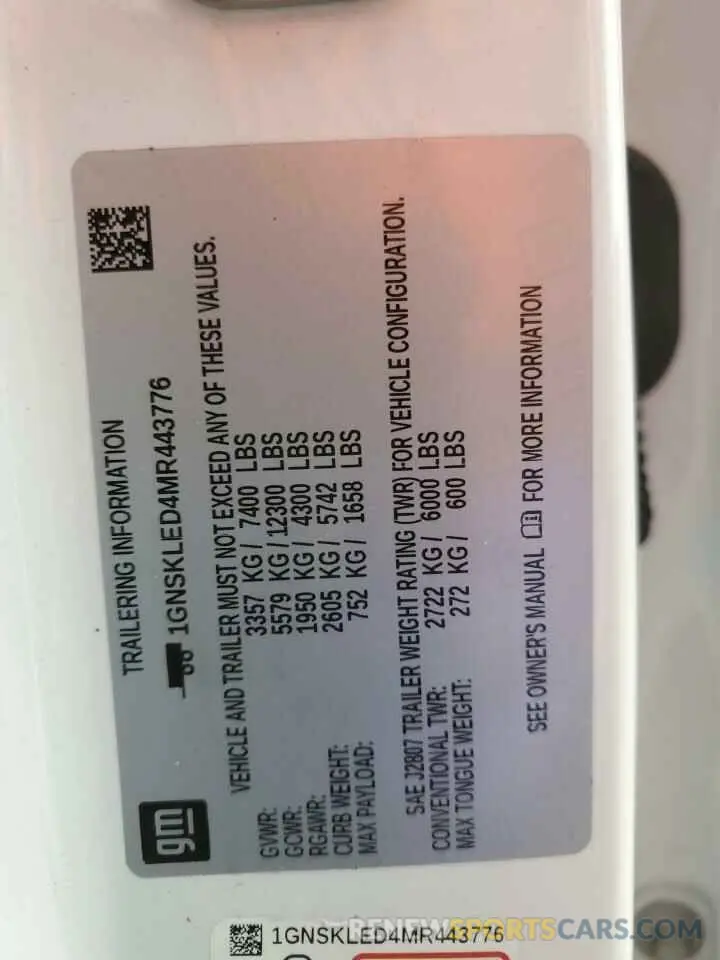 gm
TRAILERING INFORMATION
1GNSKLED4MR443776
VEHICLE AND TRAILER MUST NOT EXCEED ANY OF THESE VALUES.
GVWR: 3357 KG / 7400 LBS
GCWR: 5579 KG / 12300 LBS
RGAWR: 1950 KG / 4300 LBS
CURB WEIGHT: 2605 KG / 5742 LBS
MAX PAYLOAD: 752 KG / 1658 LBS
SAE J2807 TRAILER WEIGHT RATING (TWR) FOR VEHICLE CONFIGURATION.
CONVENTIONAL TWR: 2722 KG / 6000 LBS
MAX TONGUE WEIGHT: 272 KG / 600 LBS
SEE OWNER'S MANUAL FOR MORE INFORMATION
1GNSKLED4MR443776
RENEWSPORTSCARS.COM